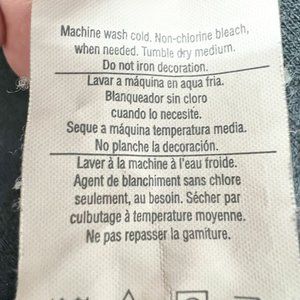 Machine wash cold. Non-chlorine bleach,
when needed. Tumble dry medium.
Do not iron decoration.
Lavar a máquina en aqua fria.
Blanqueador sin cloro
cuando lo necesite.
Seque a máquina temperatura media.
No planche la decoración.
Laver à la machine à l'eau froide.
Agent de blanchiment sans chlore
seulement, au besoin. Sécher par
culbutage à température moyenne.
Ne pas repasser la garniture.